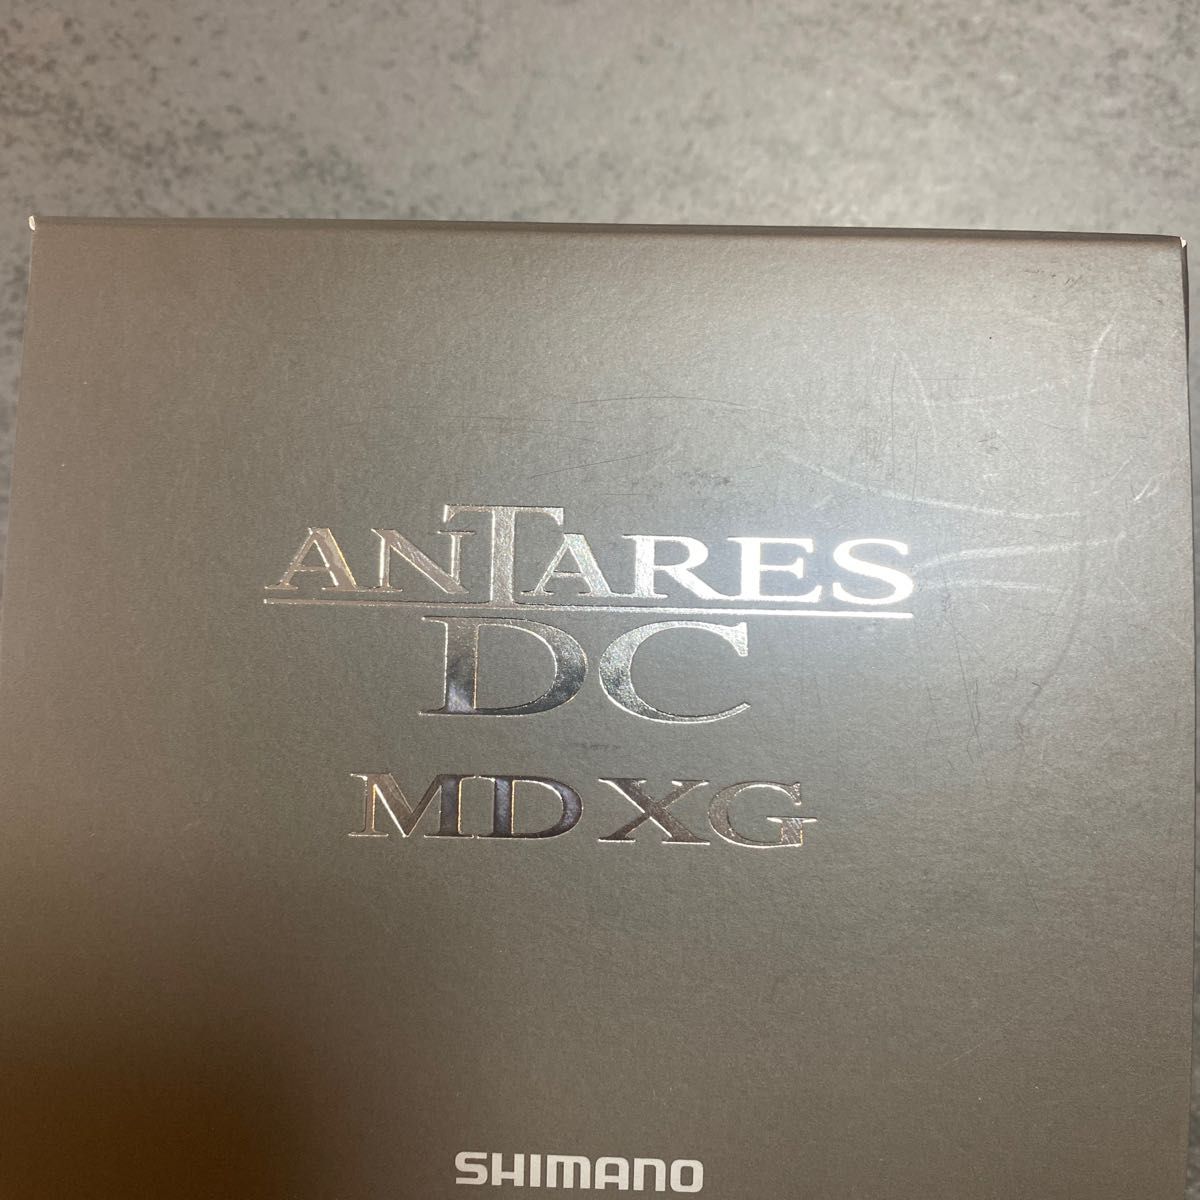 ANTARES
DC
MD XG
SHIMANO